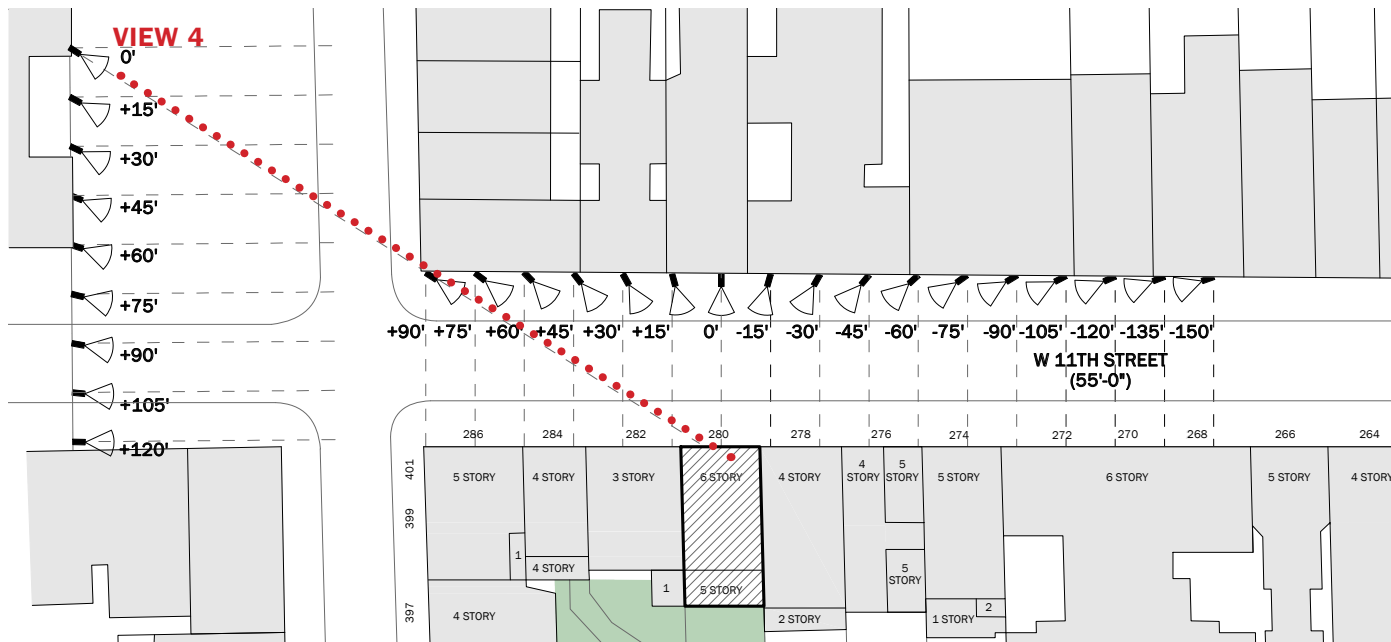 VIEW 4
0'
+15'
+30'
+45'
+60'
+75'
+90'
+105'
+120'
+90' +75' +60' +45' +30' +15' 0' -15' -30' -45' -60' -75' -90' -105' -120' -135' -150'
W 11TH STREET
(55'-0")
286 284 282 280 278 276 274 272 270 268 266 264
401
399
397
5 STORY
4 STORY
3 STORY
6 STORY
4 STORY
4
STORY
5
STORY
5 STORY
6 STORY
5 STORY
4 STORY
1
4 STORY
1
5 STORY
5
STORY
4 STORY
2 STORY
1 STORY
2